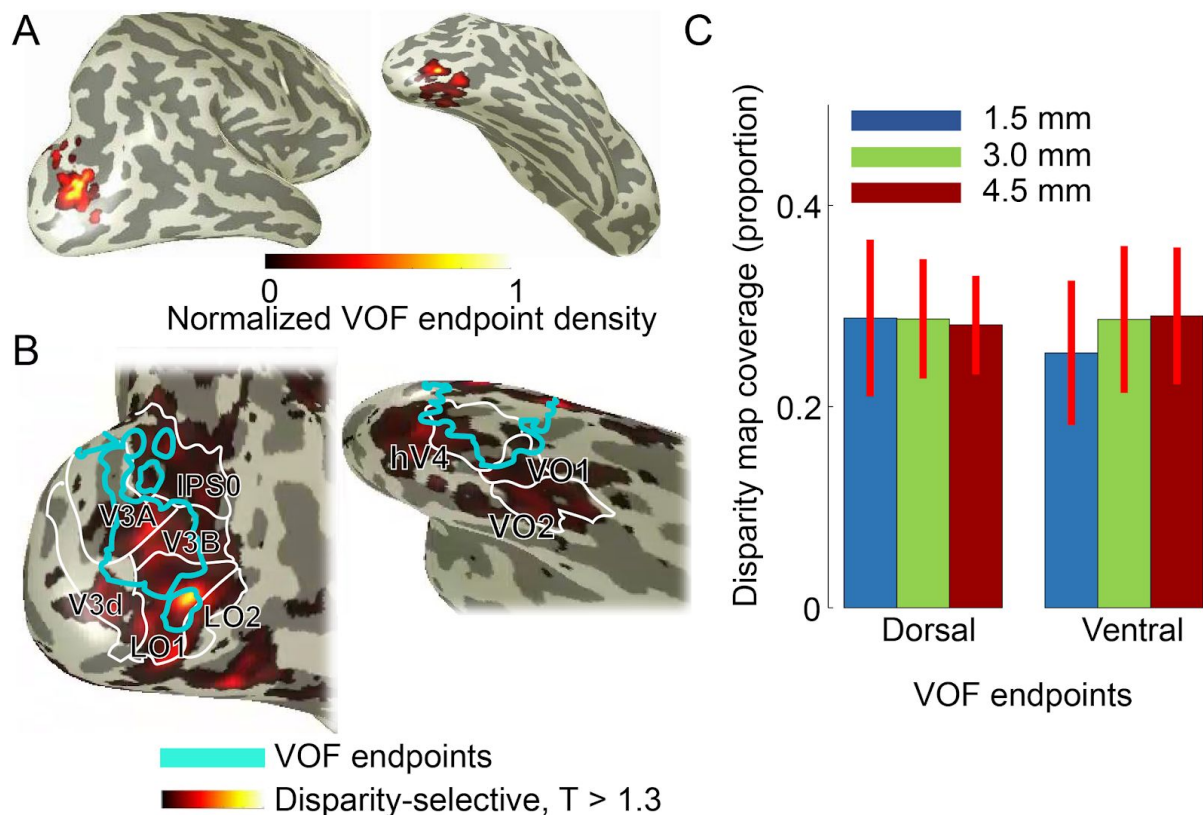 A
0
1
Normalized VOF endpoint density
B
IPS0
V3A
V3B
V3d
LO2
LO1
hV4
VO1
VO2
VOF endpoints
Disparity-selective, T > 1.3
C
Disparity map coverage (proportion)
1.5 mm
3.0 mm
4.5 mm
0.4
0.2
0
Dorsal
Ventral
VOF endpoints